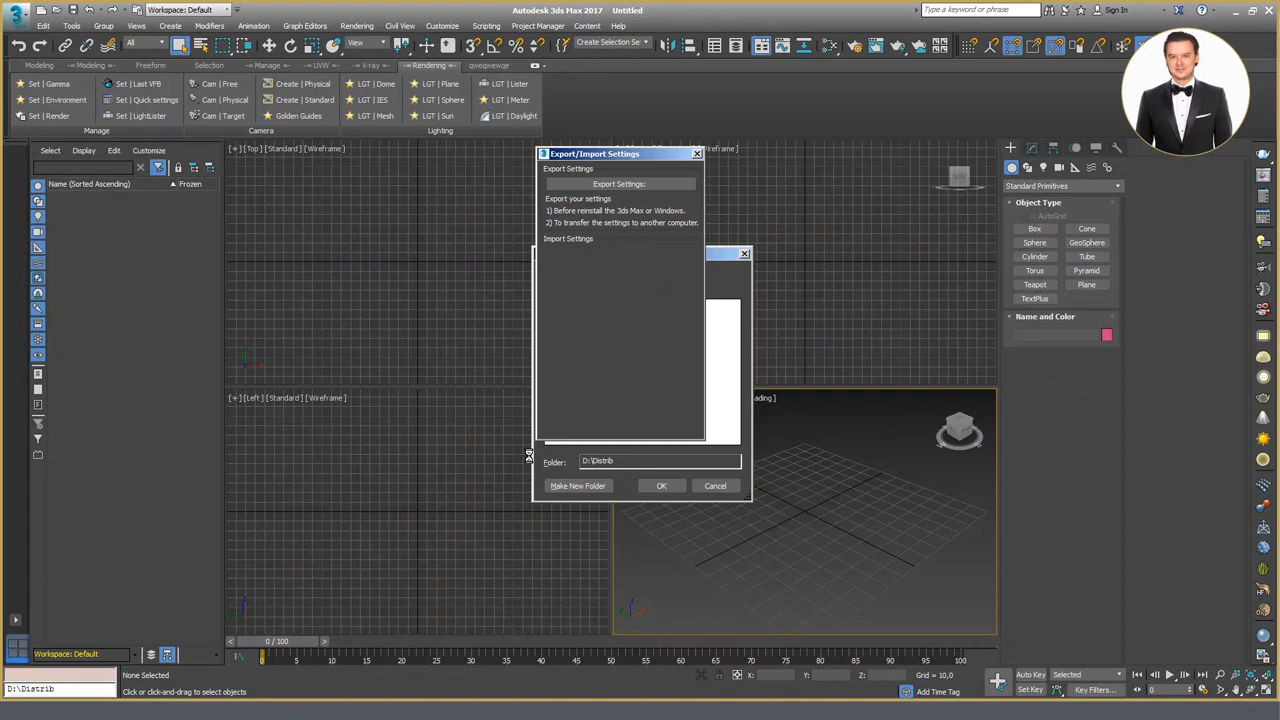 Workspace: Default
Autodesk 3ds Max 2017 Untitled
Type a keyword or phrase
Sign In
Edit Tools Group Views Create Modifiers Animation Graph Editors Rendering Civil View Customize Scripting Project Manager Content Help
All
View
Create Selection Se
Modeling Freeform Selection -= Manage =- -= UVW =- -= V-ray =- -= Modeling =- -= Rendering =- qweqwewqe
Set | Gamma
Set | Last VFB
Cam | Free
Create | Physical
LGT | Dome
LGT | Plane
LGT | Lister
Set | Environment
Set | Quick settings
Cam | Physical
Create | Standard
LGT | IES
LGT | Sphere
LGT | Meter
Set | Render
Set | LightLister
Cam | Target
Golden Guides
LGT | Mesh
LGT | Sun
LGT | Daylight
Manage
Camera
Lighting
Select Display Edit Customize
Name (Sorted Ascending)
Frozen
[+] [Top] [Standard] [Wireframe]
[+] [Left] [Standard] [Wireframe]
Export/Import Settings
Export Settings
Export Settings:
Export your settings
1) Before reinstall the 3ds Max or Windows.
2) To transfer the settings to another computer.
Import Settings
Folder:
D:\Distrib
Make New Folder
OK
Cancel
Standard Primitives
Object Type
AutoGrid
Box Cone
Sphere GeoSphere
Cylinder Tube
Torus Pyramid
Teapot Plane
TextPlus
Name and Color
0 / 100
Workspace: Default
0 5 10 15 20 25 30 35 40 45 50 55 60 65 70 75 80 85 90 95 100
D:\Distrib
None Selected
Click or click-and-drag to select objects
X: Y: Z: Grid = 10,0
Add Time Tag
Auto Key
Selected
Set Key
Key Filters...
0